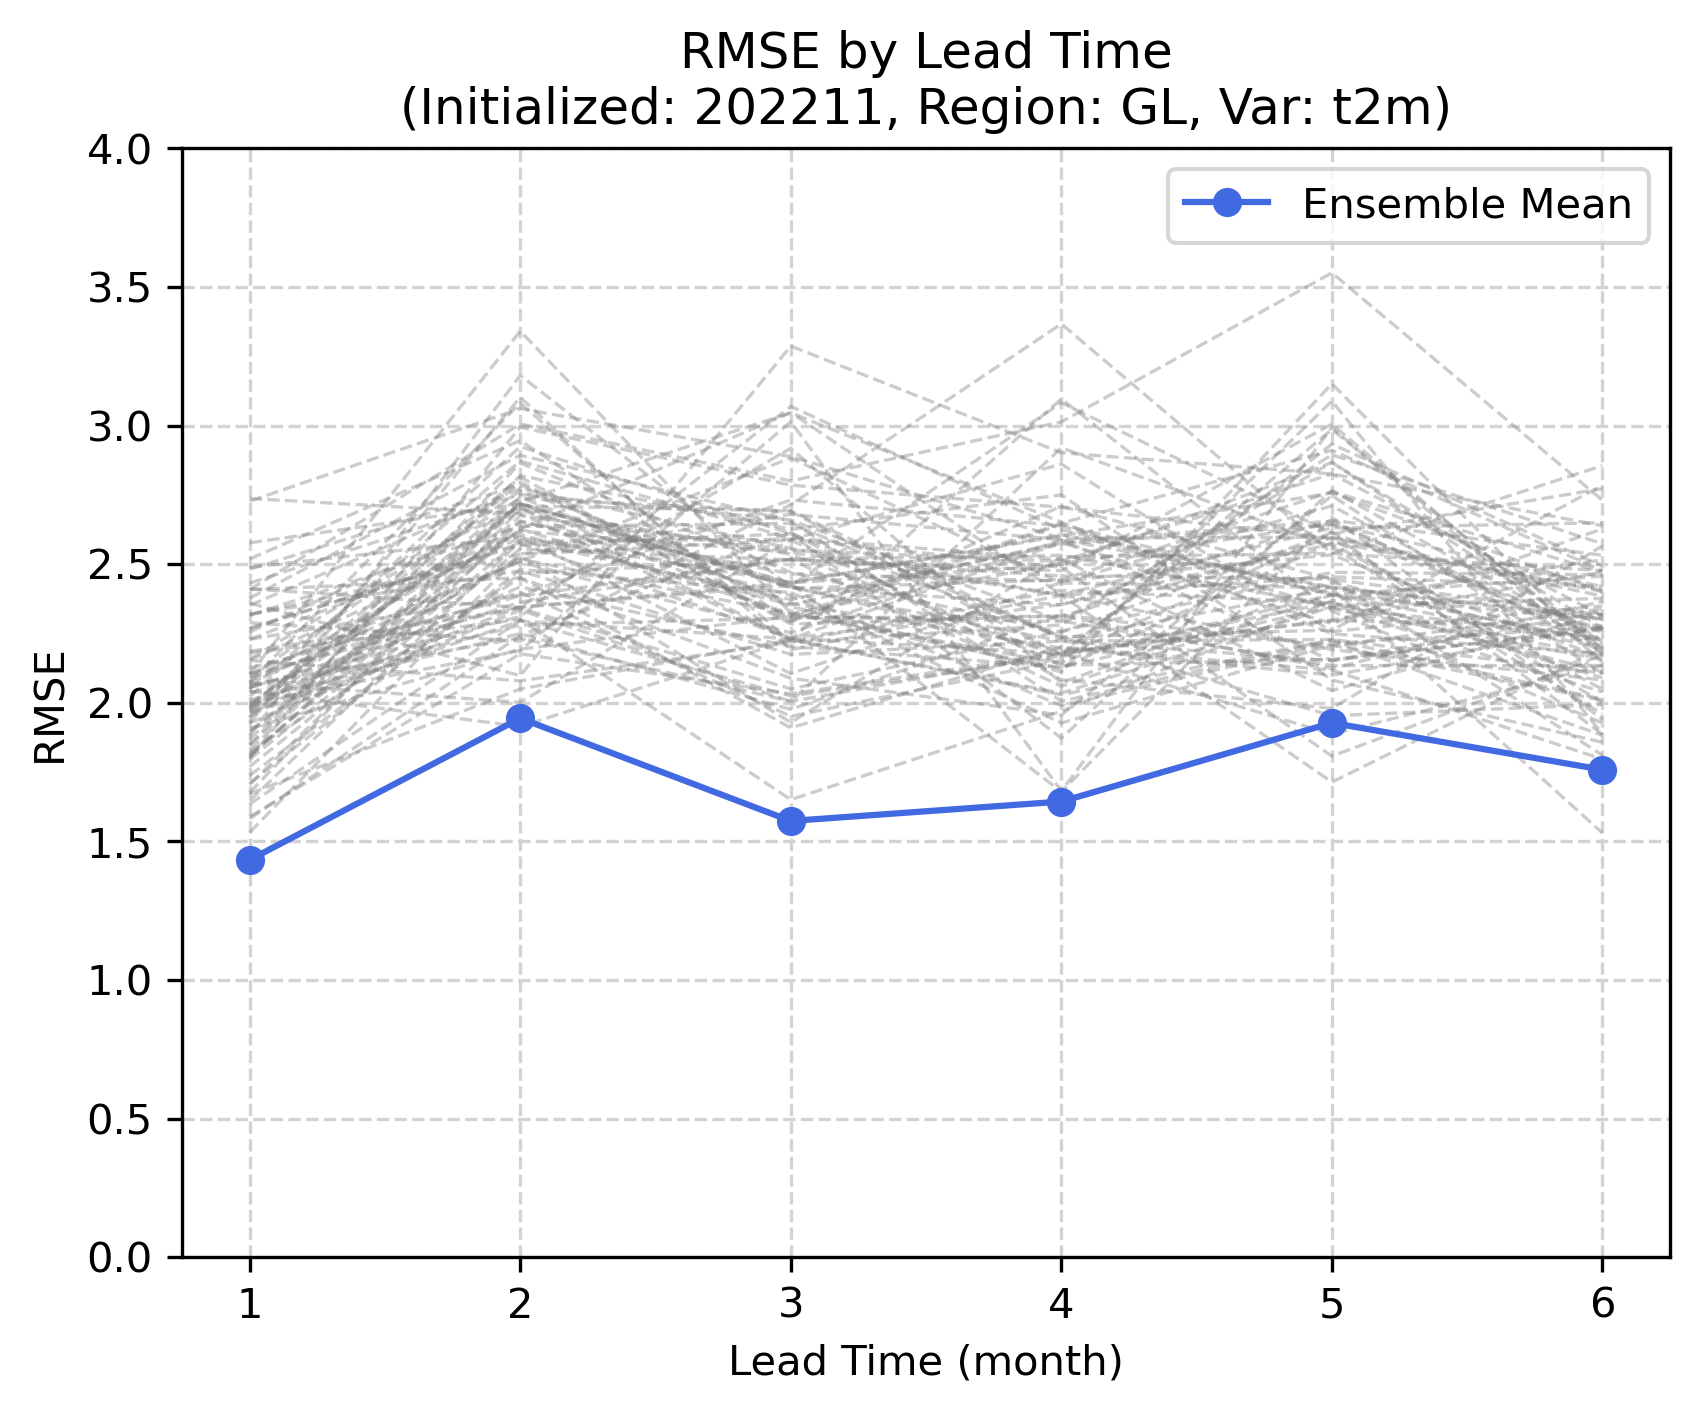 RMSE by Lead Time
(Initialized: 202211, Region: GL, Var: t2m)
4.0
3.5
3.0
2.5
2.0
1.5
1.0
0.5
0.0
RMSE
Ensemble Mean
1 2 3 4 5 6
Lead Time (month)